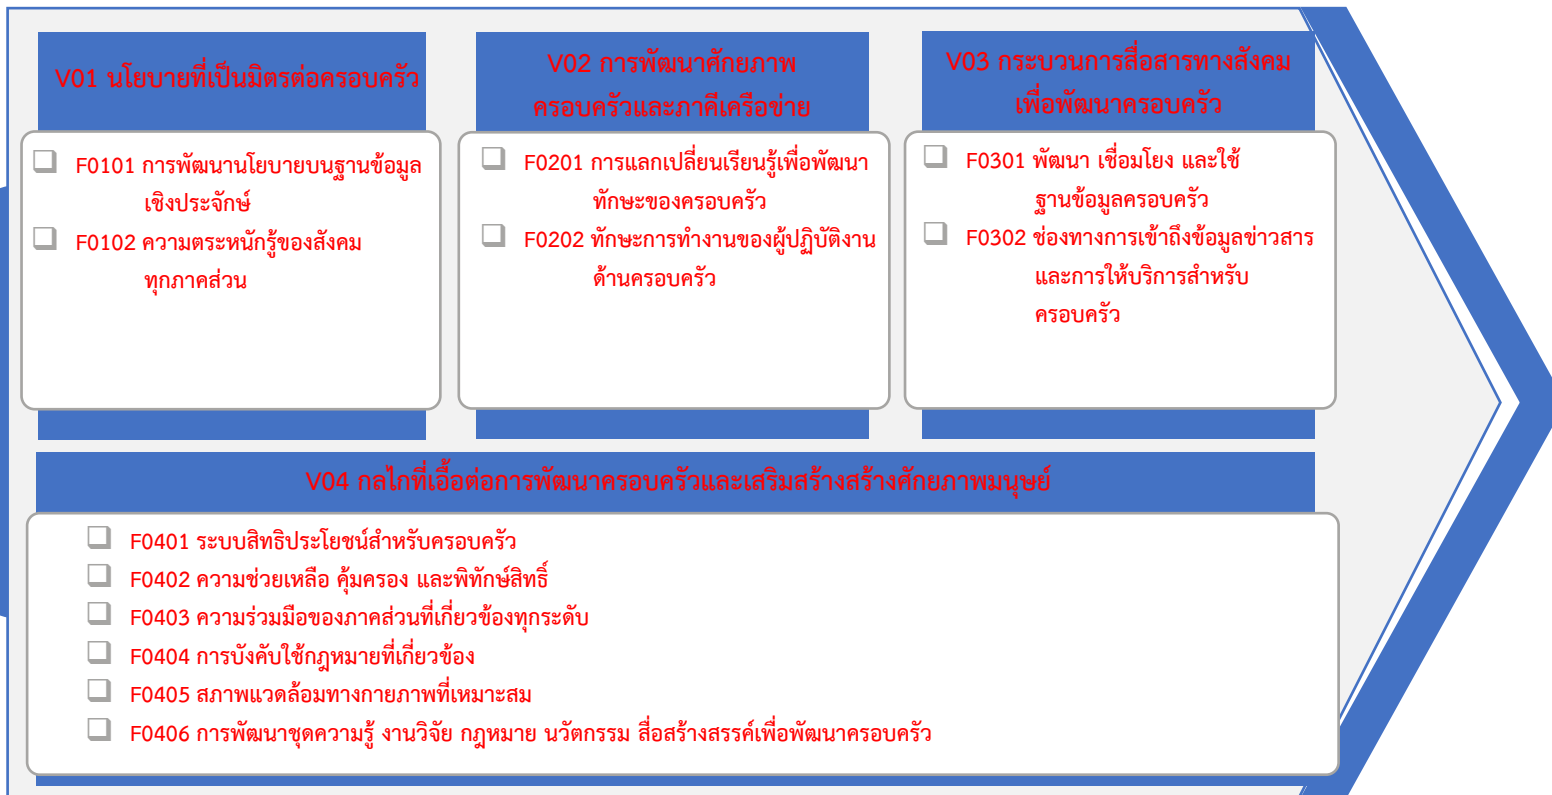 V01 นโยบายที่เป็นมิตรต่อครอบครัว
F0101 การพัฒนานโยบายบนฐานข้อมูล
เชิงประจักษ์
F0102 ความตระหนักรู้ของสังคม
ทุกภาคส่วน
V02 การพัฒนาศักยภาพ
ครอบครัวและภาคีเครือข่าย
F0201 การแลกเปลี่ยนเรียนรู้เพื่อพัฒนา
ทักษะของครอบครัว
F0202 ทักษะการทำงานของผู้ปฏิบัติงาน
ด้านครอบครัว
V03 กระบวนการสื่อสารทางสังคม
เพื่อพัฒนาครอบครัว
F0301 พัฒนา เชื่อมโยง และใช้
ฐานข้อมูลครอบครัว
F0302 ช่องทางการเข้าถึงข้อมูลข่าวสาร
และการให้บริการสำหรับ
ครอบครัว
V04 กลไกที่เอื้อต่อการพัฒนาครอบครัวและเสริมสร้างสร้างศักยภาพมนุษย์
F0401 ระบบสิทธิประโยชน์สำหรับครอบครัว
F0402 ความช่วยเหลือ คุ้มครอง และพิทักษ์สิทธิ์
F0403 ความร่วมมือของภาคส่วนที่เกี่ยวข้องทุกระดับ
F0404 การบังคับใช้กฎหมายที่เกี่ยวข้อง
F0405 สภาพแวดล้อมทางกายภาพที่เหมาะสม
F0406 การพัฒนาชุดความรู้ งานวิจัย กฎหมาย นวัตกรรม สื่อสร้างสรรค์เพื่อพัฒนาครอบครัว